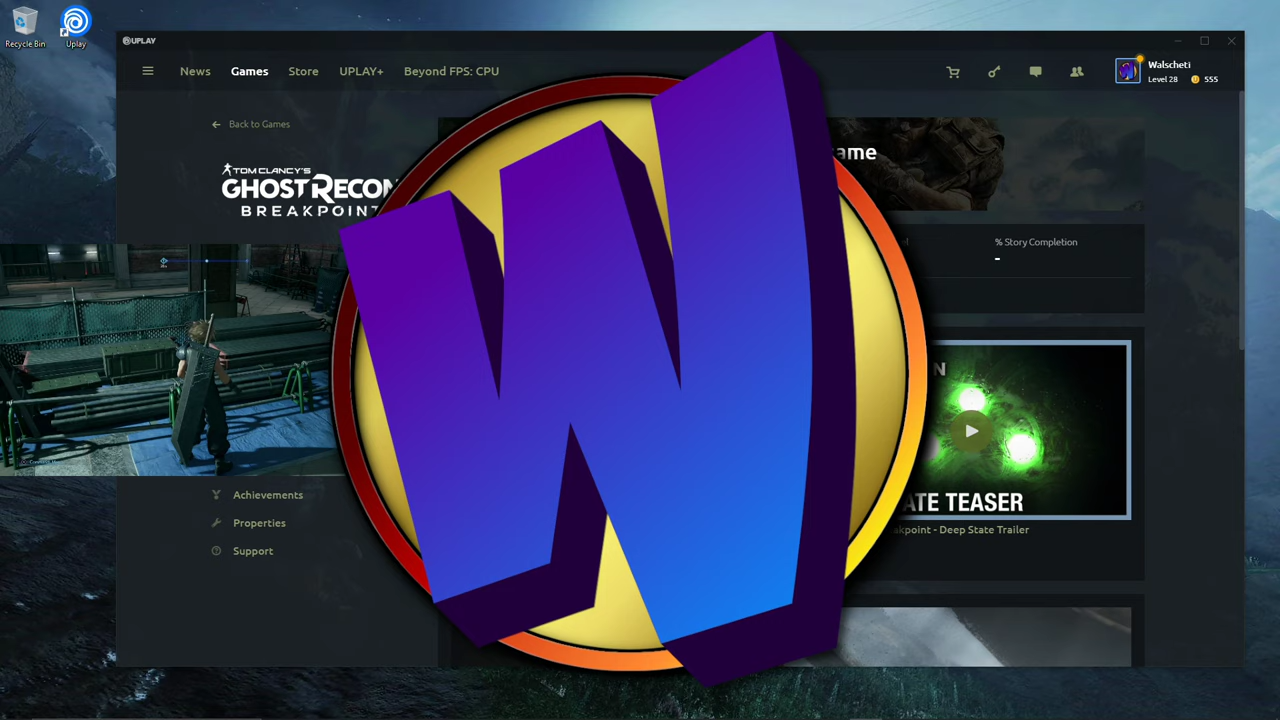 Recycle Bin
Uplay
UPLAY
News
Games
Store
UPLAY+
Beyond FPS: CPU
Walscheti
Level 28
555
Back to Games
TOM CLANCY'S
GHOST RECON
BREAKPOINT
ame
% Story Completion
-
W
N
ATE TEASER
akpoint - Deep State Trailer
Achievements
Properties
Support